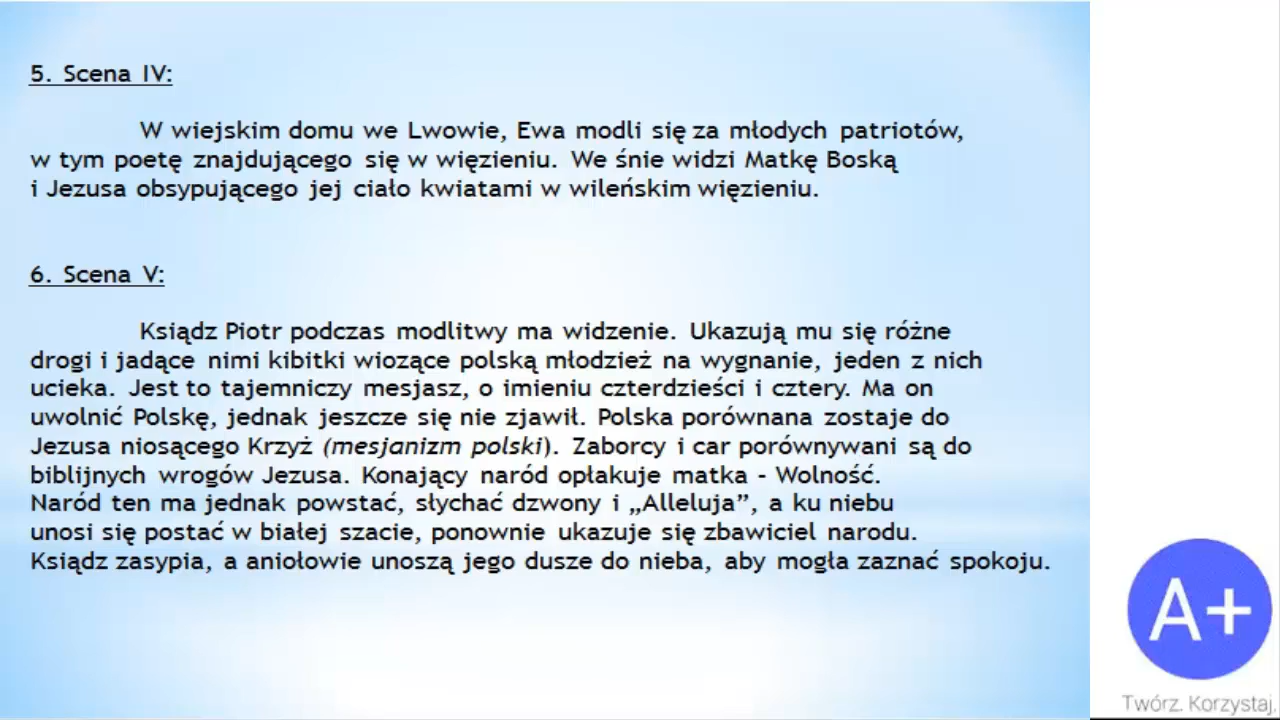 5. Scena IV:
W wiejskim domu we Lwowie, Ewa modli się za młodych patriotów,
w tym poetę znajdującego się w więzieniu. We śnie widzi Matkę Boską
i Jezusa obsypującego jej ciało kwiatami w wileńskim więzieniu.
6. Scena V:
Ksiądz Piotr podczas modlitwy ma widzenie. Ukazują mu się różne
drogi i jadące nimi kibitki wiozące polską młodzież na wygnanie, jeden z nich
ucieka. Jest to tajemniczy mesjasz, o imieniu czterdzieści i cztery. Ma on
uwolnić Polskę, jednak jeszcze się nie zjawił. Polska porównana zostaje do
Jezusa niosącego Krzyż (mesjanizm polski). Zaborcy i car porównywani są do
biblijnych wrogów Jezusa. Konający naród opłakuje matka - Wolność.
Naród ten ma jednak powstać, słychać dzwony i „Alleluja”, a ku niebu
unosi się postać w białej szacie, ponownie ukazuje się zbawiciel narodu.
Ksiądz zasypia, a aniołowie unoszą jego dusze do nieba, aby mogła zaznać spokoju.
A+
Twórz. Korzystaj.